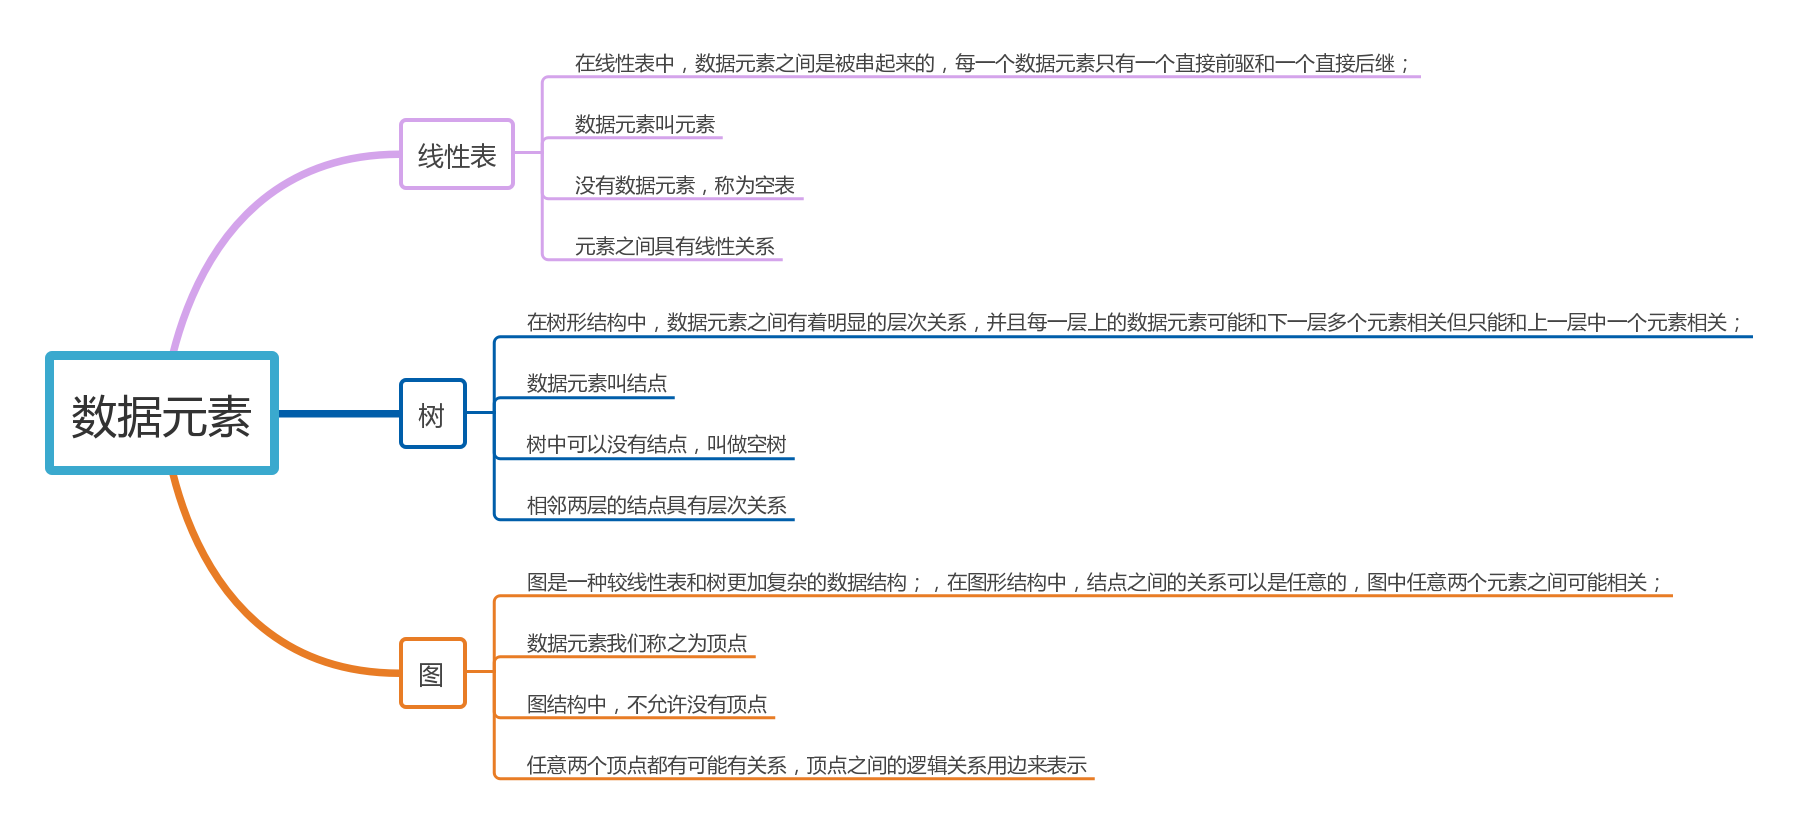 数据元素
线性表
在线性表中，数据元素之间是被串起来的，每一个数据元素只有一个直接前驱和一个直接后继；
数据元素叫元素
没有数据元素，称为空表
元素之间具有线性关系
树
在树形结构中，数据元素之间有着明显的层次关系，并且每一层上的数据元素可能和下一层多个元素相关但只能和上一层中一个元素相关；
数据元素叫结点
树中可以没有结点，叫做空树
相邻两层的结点具有层次关系
图
图是一种较线性表和树更加复杂的数据结构；，在图形结构中，结点之间的关系可以是任意的，图中任意两个元素之间可能相关；
数据元素我们称之为顶点
图结构中，不允许没有顶点
任意两个顶点都有可能有关系，顶点之间的逻辑关系用边来表示